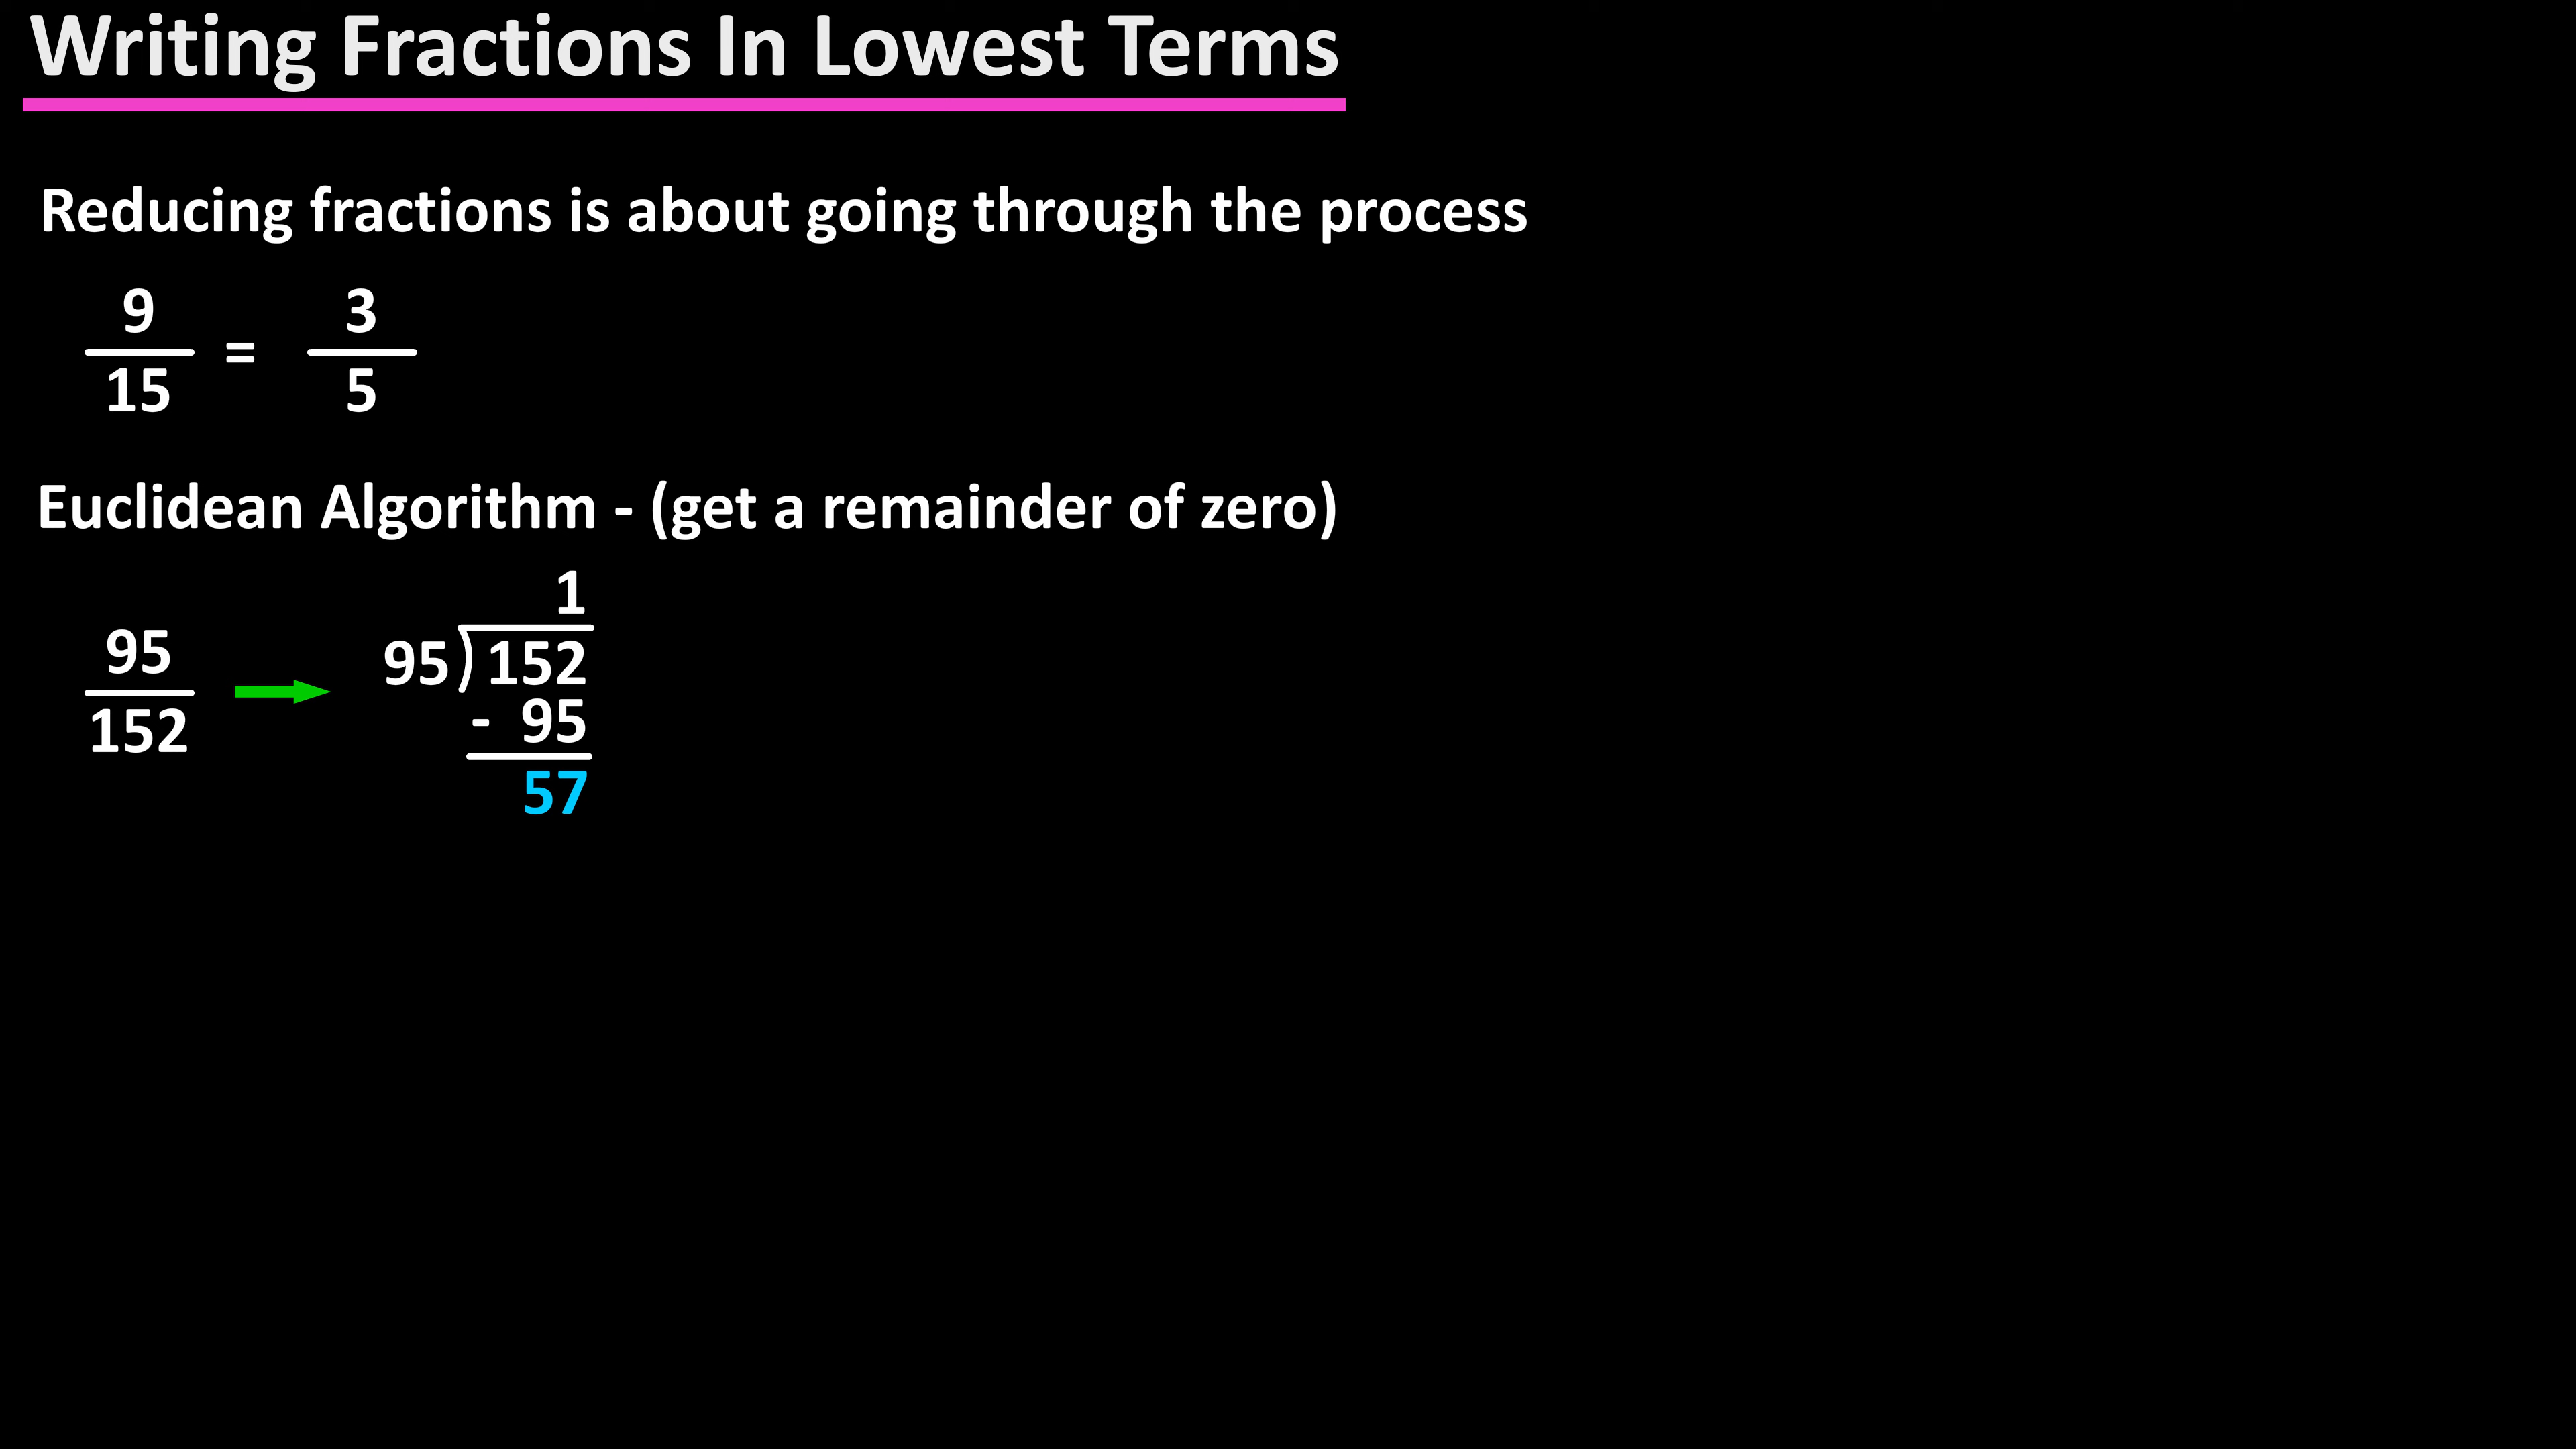 Writing Fractions In Lowest Terms
Reducing fractions is about going through the process
9 3
=
15 5
Euclidean Algorithm - (get a remainder of zero)
1
95 95 ) 152
152 - 95
57